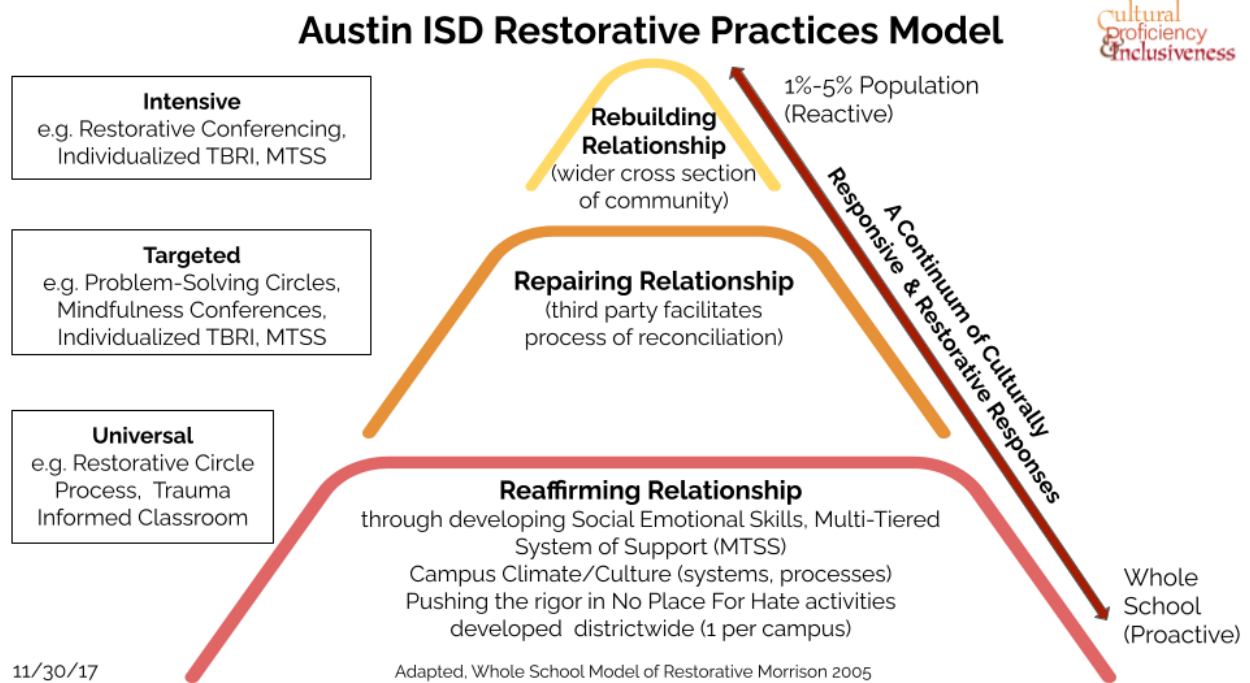 Austin ISD Restorative Practices Model
Cultural
Proficiency
&Inclusiveness
Intensive
e.g. Restorative Conferencing,
Individualized TBRI, MTSS
Rebuilding
Relationship
(wider cross section
of community)
1%-5% Population
(Reactive)
A Continuum of Culturally
Responsive & Restorative Responses
Targeted
e.g. Problem-Solving Circles,
Mindfulness Conferences,
Individualized TBRI, MTSS
Repairing Relationship
(third party facilitates
process of reconciliation)
Universal
e.g. Restorative Circle
Process, Trauma
Informed Classroom
Reaffirming Relationship
through developing Social Emotional Skills, Multi-Tiered
System of Support (MTSS)
Campus Climate/Culture (systems, processes)
Pushing the rigor in No Place For Hate activities
developed districtwide (1 per campus)
Whole
School
(Proactive)
11/30/17
Adapted, Whole School Model of Restorative Morrison 2005